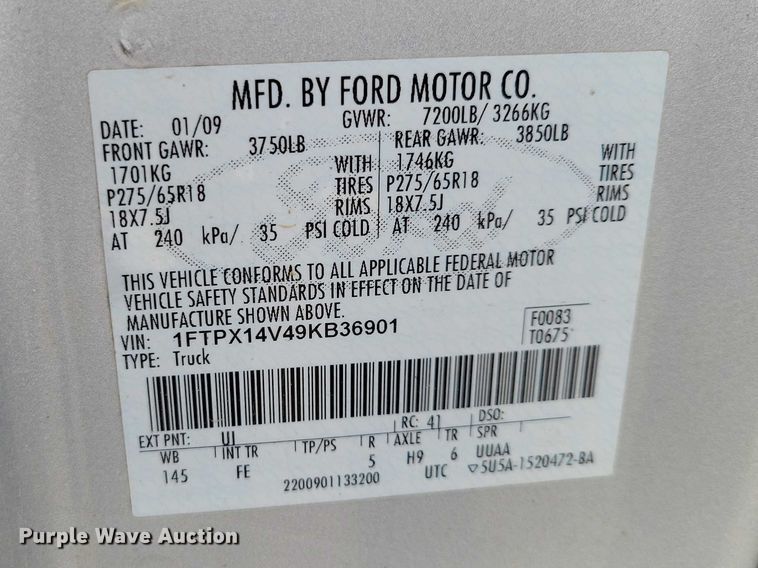 MFD. BY FORD MOTOR CO.
DATE: 01/09 GVWR: 7200LB/ 3266KG
FRONT GAWR: 3750LB REAR GAWR: 3850LB
1701KG WITH 1746KG WITH
P275/65R18 TIRES P275/65R18 TIRES
18X7.5J RIMS 18X7.5J RIMS
AT 240 kPa/ 35 PSI COLD AT 240 kPa/ 35 PSI COLD
Ford
THIS VEHICLE CONFORMS TO ALL APPLICABLE FEDERAL MOTOR
VEHICLE SAFETY STANDARDS IN EFFECT ON THE DATE OF
MANUFACTURE SHOWN ABOVE.
VIN: 1FTPX14V49KB36901 F0083
TYPE: Truck T0675
EXT PNT: UI RC: 41 DSO:
WB INT TR TP/PS R AXLE TR SPR
145 FE 5 H9 6 UUAA
2200901133200 UTC ▽5U5A-1520472-BA
Purple Wave Auction